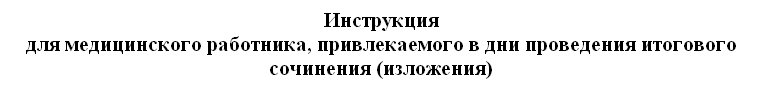 Инструкция
для медицинского работника, привлекаемого в дни проведения итогового
сочинения (изложения)